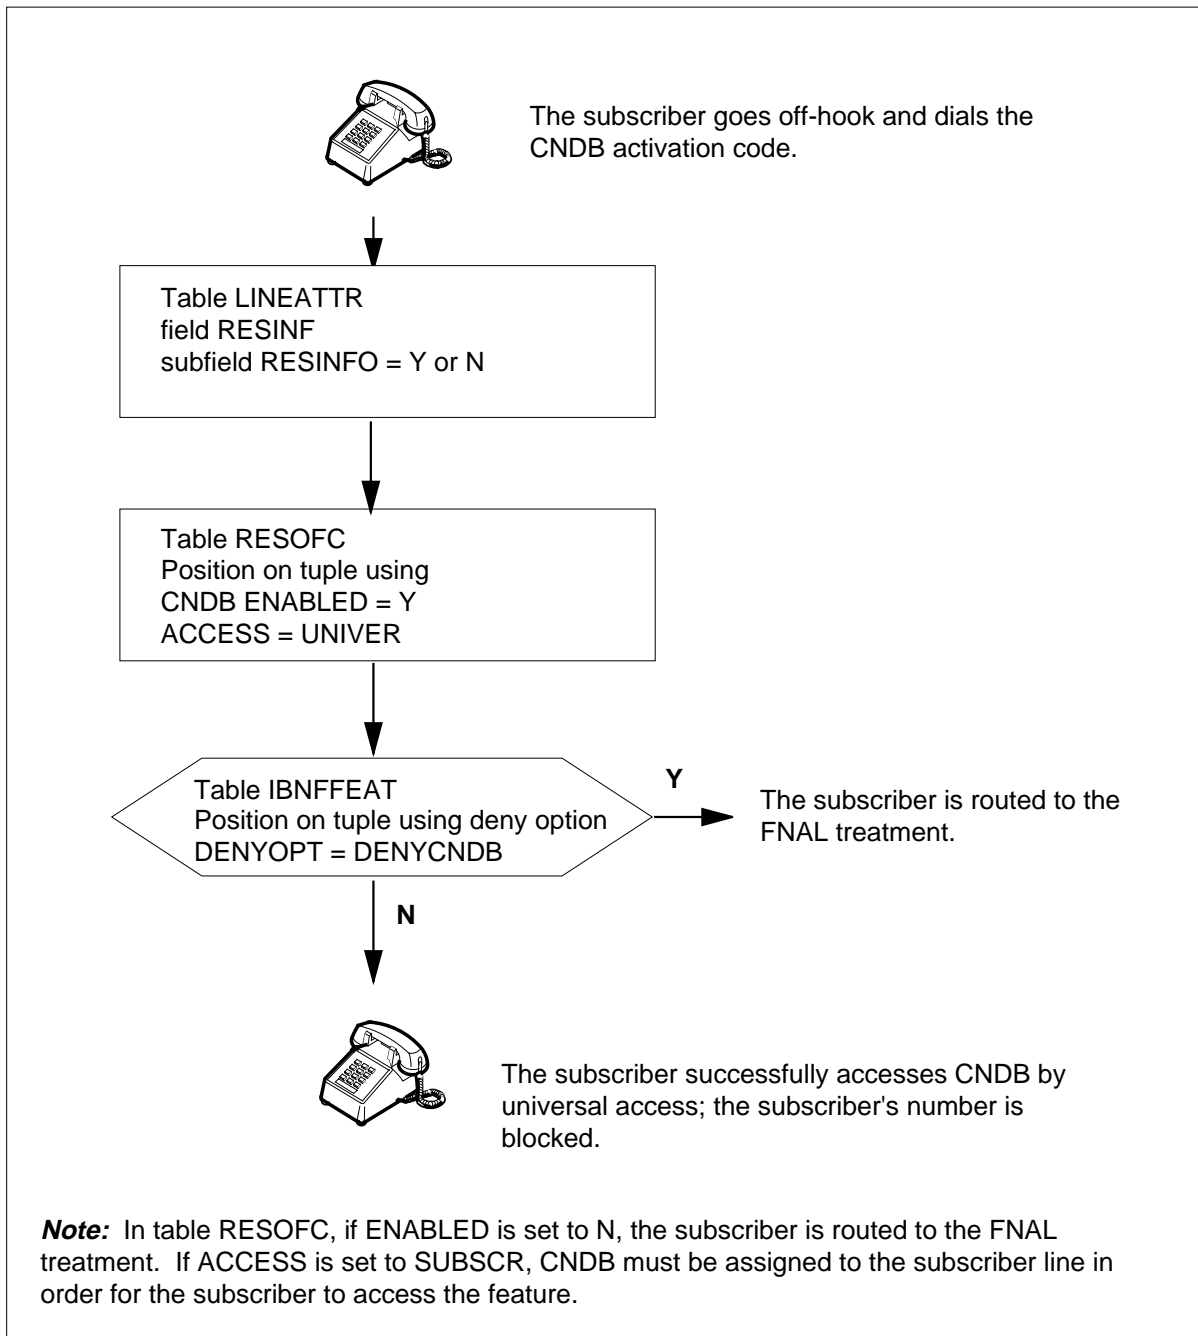 The subscriber goes off-hook and dials the
CNDB activation code.
Table LINEATTR
field RESINF
subfield RESINFO = Y or N
Table RESOFC
Position on tuple using
CNDB ENABLED = Y
ACCESS = UNIVER
Table IBNFFEAT
Position on tuple using deny option
DENYOPT = DENYCNDB
Y
The subscriber is routed to the
FNAL treatment.
N
The subscriber successfully accesses CNDB by
universal access; the subscriber's number is
blocked.
Note: In table RESOFC, if ENABLED is set to N, the subscriber is routed to the FNAL
treatment. If ACCESS is set to SUBSCR, CNDB must be assigned to the subscriber line in
order for the subscriber to access the feature.